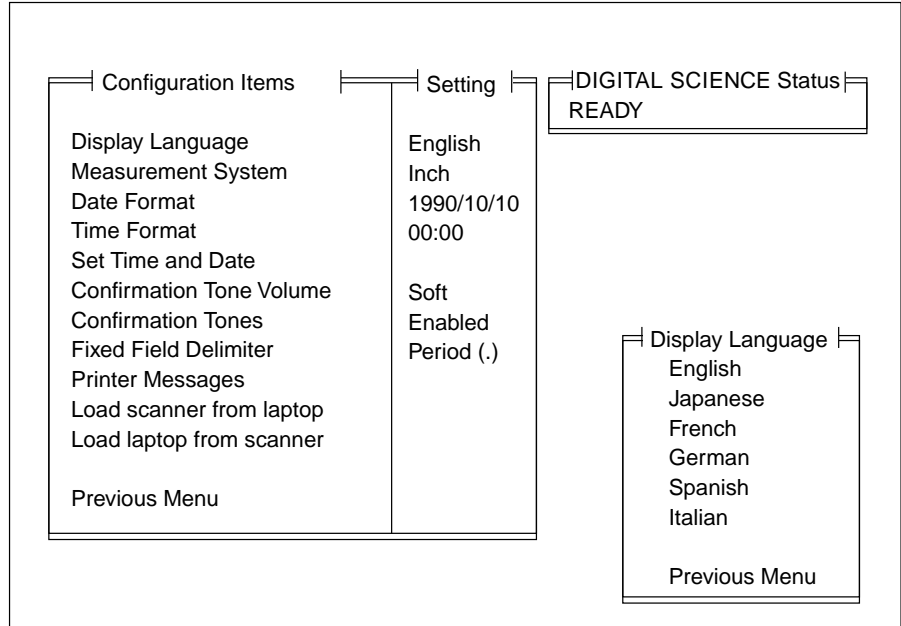 Configuration Items Setting
Display Language English
Measurement System Inch
Date Format 1990/10/10
Time Format 00:00
Set Time and Date
Confirmation Tone Volume Soft
Confirmation Tones Enabled
Fixed Field Delimiter Period (.)
Printer Messages
Load scanner from laptop
Load laptop from scanner
Previous Menu
DIGITAL SCIENCE Status
READY
Display Language
English
Japanese
French
German
Spanish
Italian
Previous Menu